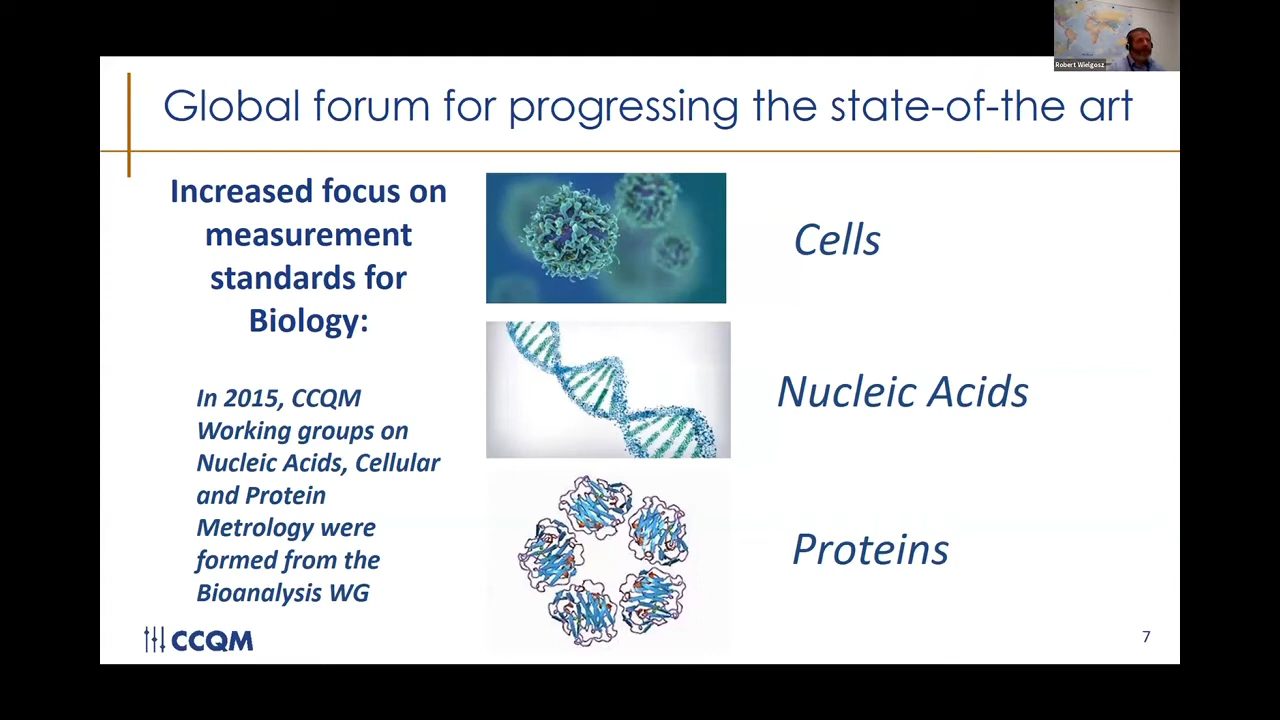 Robert Wielgosz
Global forum for progressing the state-of-the art
Increased focus on
measurement
standards for
Biology:
In 2015, CCQM
Working groups on
Nucleic Acids, Cellular
and Protein
Metrology were
formed from the
Bioanalysis WG
Cells
Nucleic Acids
Proteins
CCQM
7